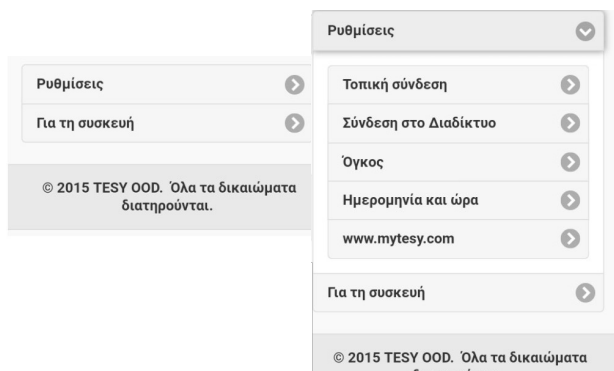 Ρυθμίσεις
Για τη συσκευή
© 2015 TESY OOD. Όλα τα δικαιώματα
διατηρούνται.
Ρυθμίσεις
Τοπική σύνδεση
Σύνδεση στο Διαδίκτυο
Όγκος
Ημερομηνία και ώρα
www.mytesy.com
Για τη συσκευή
© 2015 TESY OOD. Όλα τα δικαιώματα